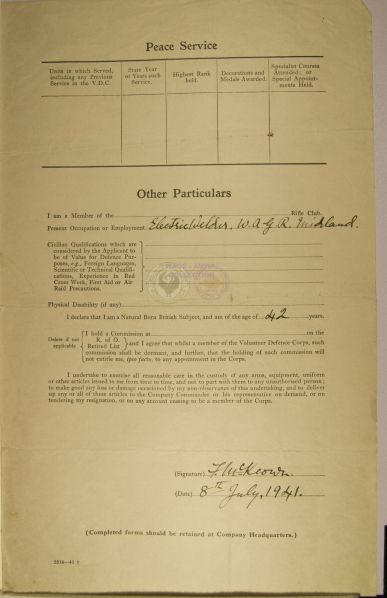 Peace Service
Units in which Served, including any Previous Service in the V.D.C.
State Year or Years such Service.
Highest Rank held.
Decorations and Medals Awarded.
Specialist Courses Attended; or Special Appointments Held.
Other Particulars
I am a Member of the Rifle Club.
Present Occupation or Employment Electric Welder, W.A.G.R. Midland.
Civilian Qualifications which are
considered by the Applicant to
be of Value for Defence Purposes,
e.g., Foreign Languages,
Scientific or Technical Qualifications,
Experience in Red
Cross Work, First Aid or Air
Raid Precautions.
Physical Disability (if any)
I declare that I am a Natural Born British Subject, and am of the age of 42 years.
Delete if not applicable
I hold a Commission as on the
R. of O.
Retired List
and I agree that whilst a member of Volunteer Defence Corps, such
commission shall be dormant, and further, that the holding of such commission will
not entitle me, ipso facto, to any appointment in the Corps.
I undertake to exercise all reasonable care in the custody of any arms, equipment, uniform
or other articles issued to me from time to time, and not to part with them to any unauthorised person;
to make good any loss or damage occasioned by my non-observance of this undertaking, and to deliver
up any or all of those articles to the Company Commander or his representative on demand, or on
tendering my resignation, or on any account ceasing to be a member of the Corps.
(Signature) F McKeown.
(Date) 8th July, 1941.
(Completed forms should be retained at Company Headquarters.)